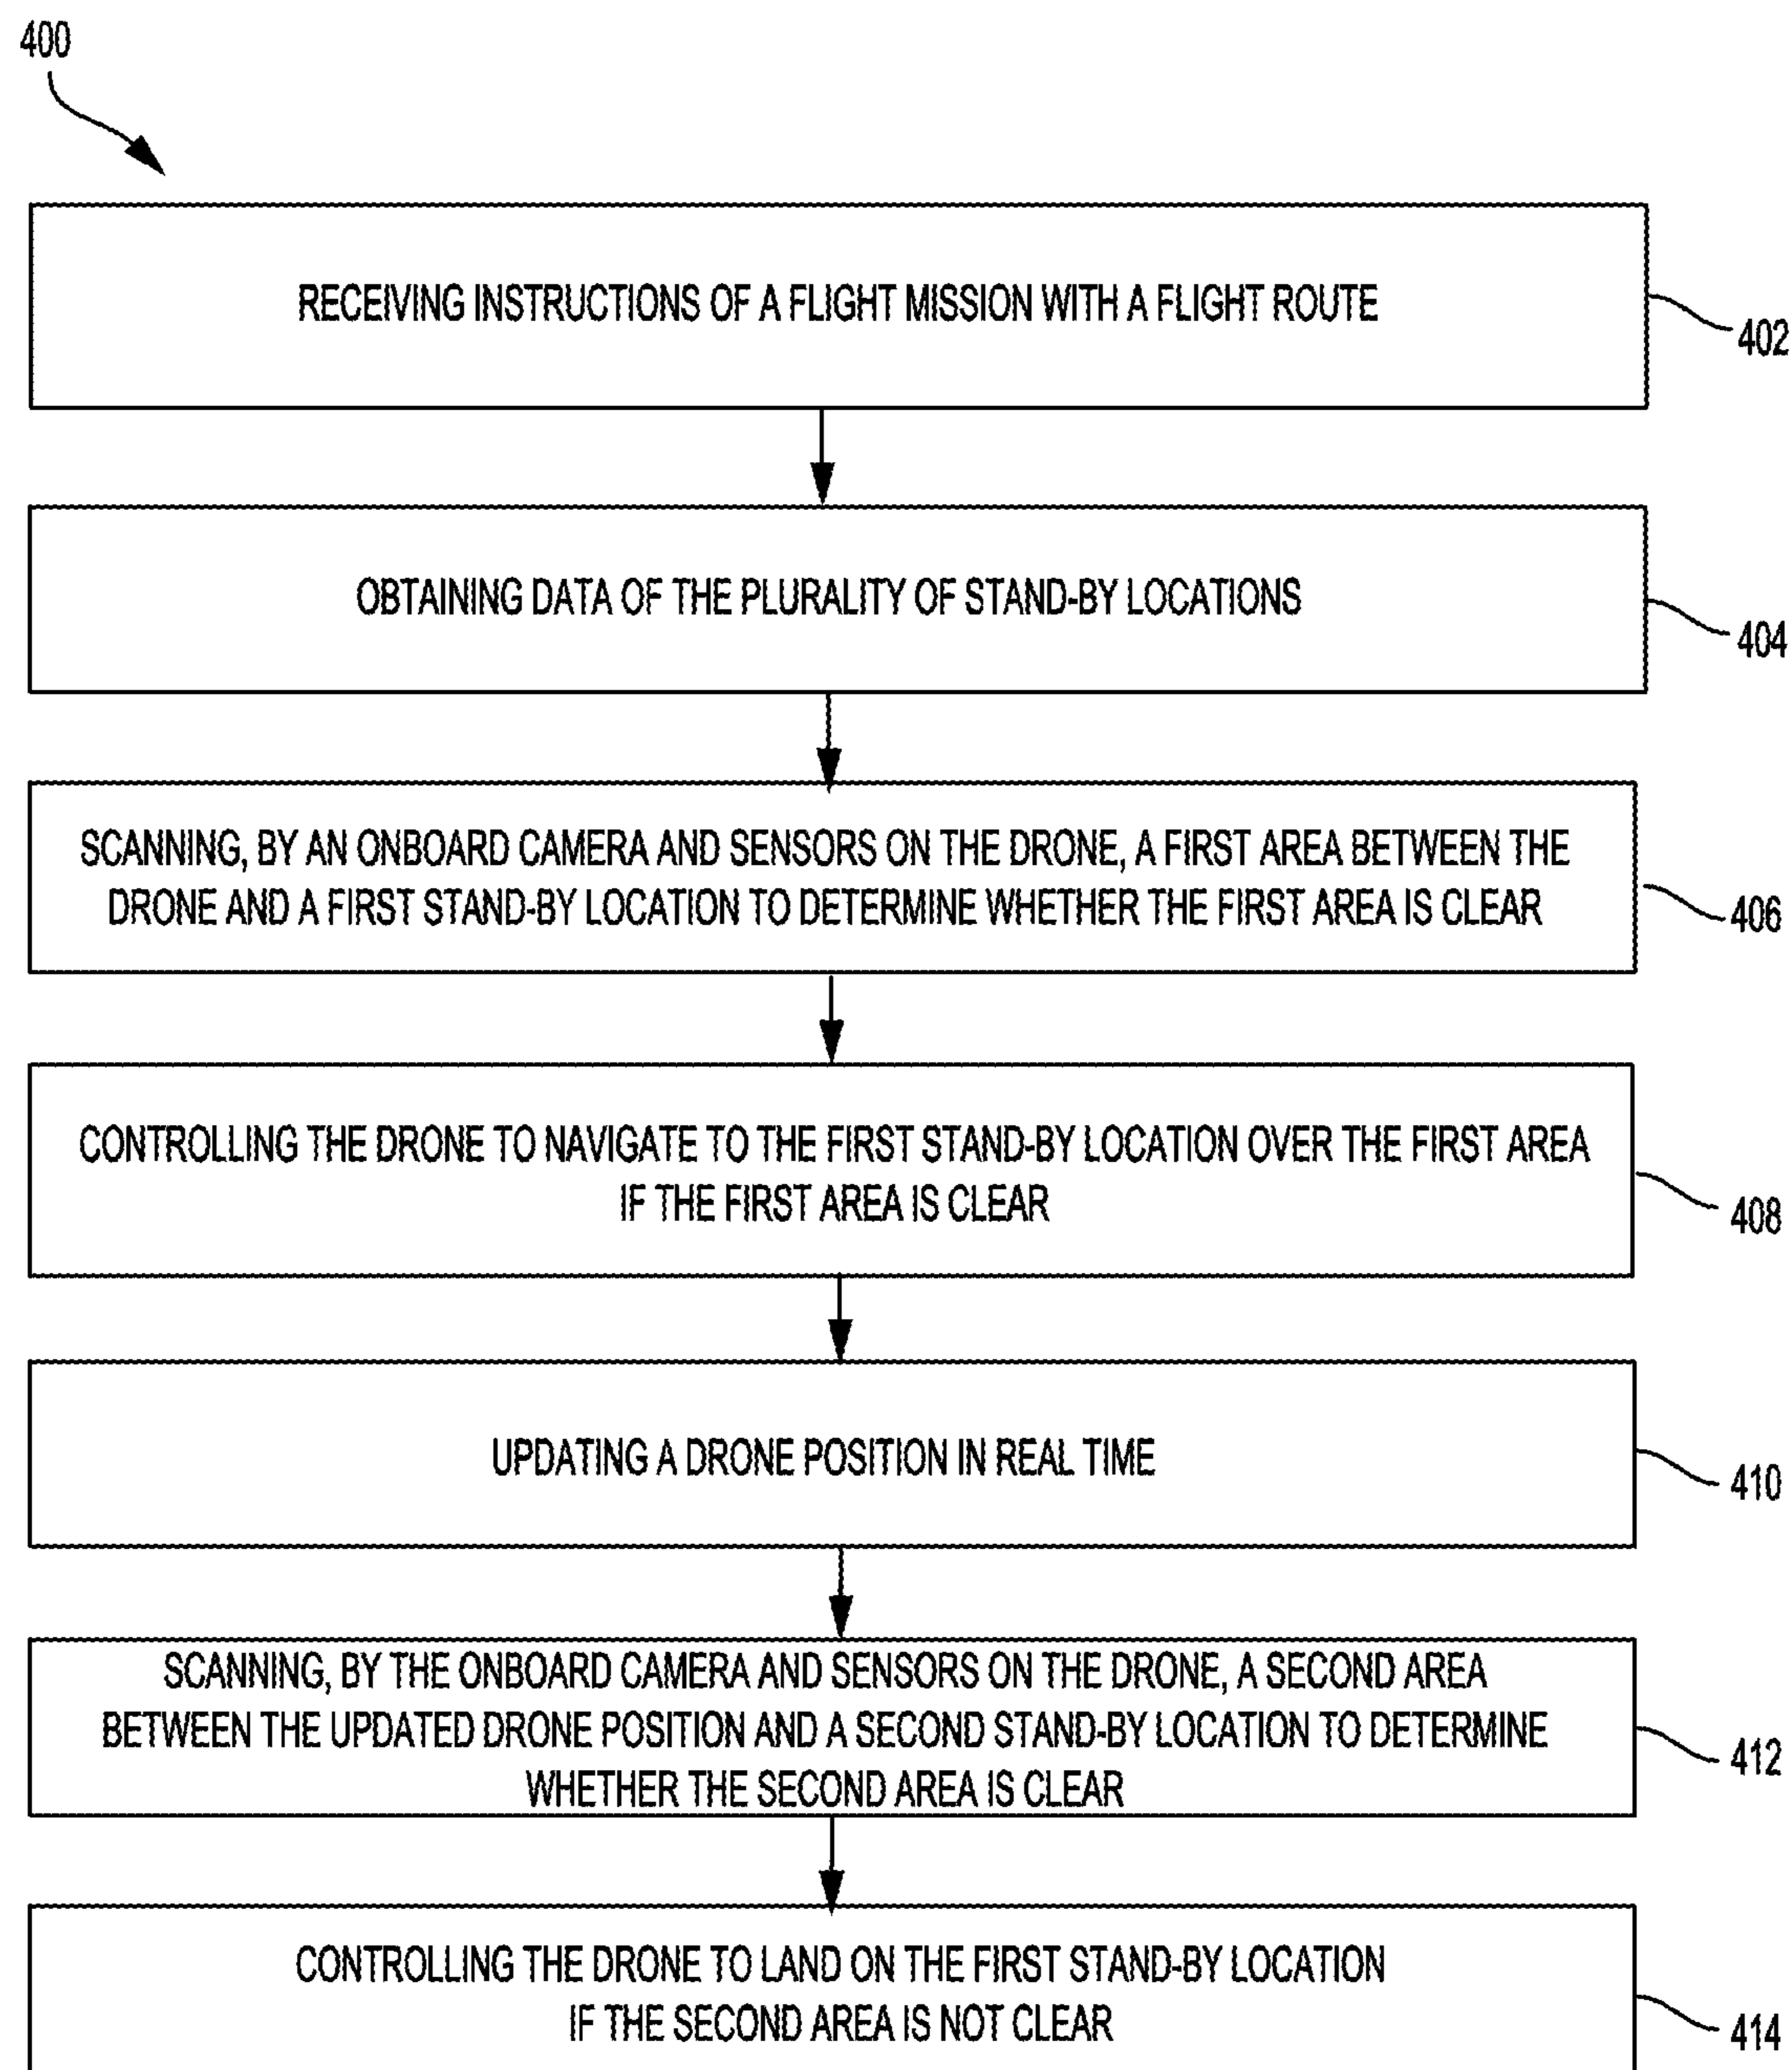 400
RECEIVING INSTRUCTIONS OF A FLIGHT MISSION WITH A FLIGHT ROUTE
402
OBTAINING DATA OF THE PLURALITY OF STAND-BY LOCATIONS
404
SCANNING, BY AN ONBOARD CAMERA AND SENSORS ON THE DRONE, A FIRST AREA BETWEEN THE
DRONE AND A FIRST STAND-BY LOCATION TO DETERMINE WHETHER THE FIRST AREA IS CLEAR
406
CONTROLLING THE DRONE TO NAVIGATE TO THE FIRST STAND-BY LOCATION OVER THE FIRST AREA
IF THE FIRST AREA IS CLEAR
408
UPDATING A DRONE POSITION IN REAL TIME
410
SCANNING, BY THE ONBOARD CAMERA AND SENSORS ON THE DRONE, A SECOND AREA
BETWEEN THE UPDATED DRONE POSITION AND A SECOND STAND-BY LOCATION TO DETERMINE
WHETHER THE SECOND AREA IS CLEAR
412
CONTROLLING THE DRONE TO LAND ON THE FIRST STAND-BY LOCATION
IF THE SECOND AREA IS NOT CLEAR
414